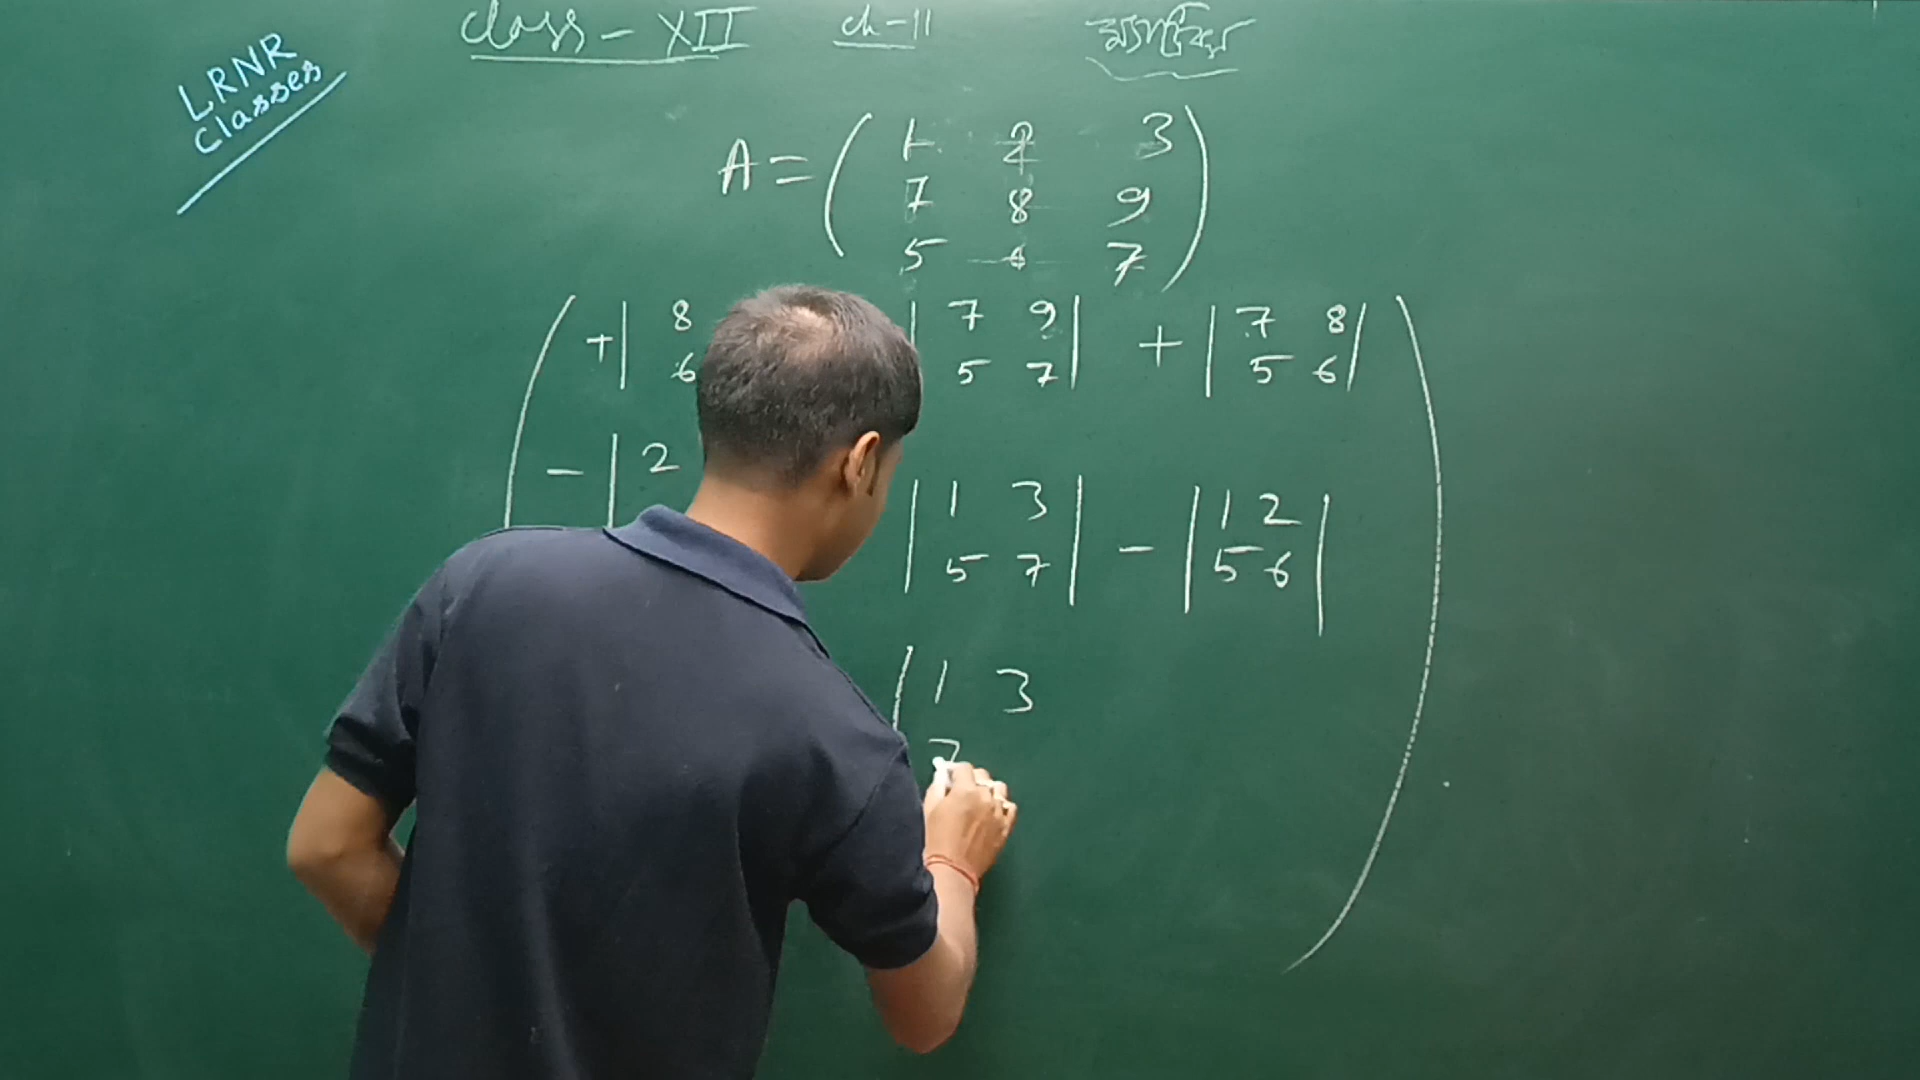 Class - XII ch-11 ম্যাট্রিক্স
LRNR
Classes
A = ( 1 2 3
7 8 9
5 6 7 )
( + | 8 | 7 9 | + | 7 8 | )
6 5 7 5 6
- | 2 | 1 3 | - | 1 2 |
5 7 5 6
| 1 3
7